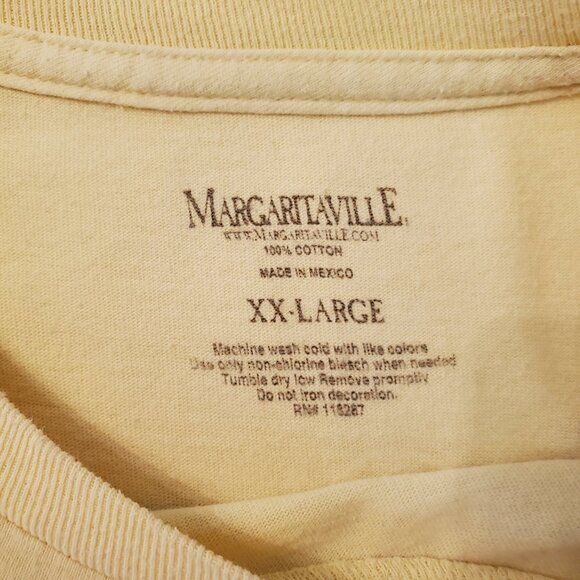 MARGARITAVILLE
WWW.MARGARITAVILLE.COM
100% COTTON
MADE IN MEXICO
XX-LARGE
Machine wash cold with like colors
Use only non-chlorine bleach when needed
Tumble dry low Remove promptly
Do not iron decoration.
RN# 118287